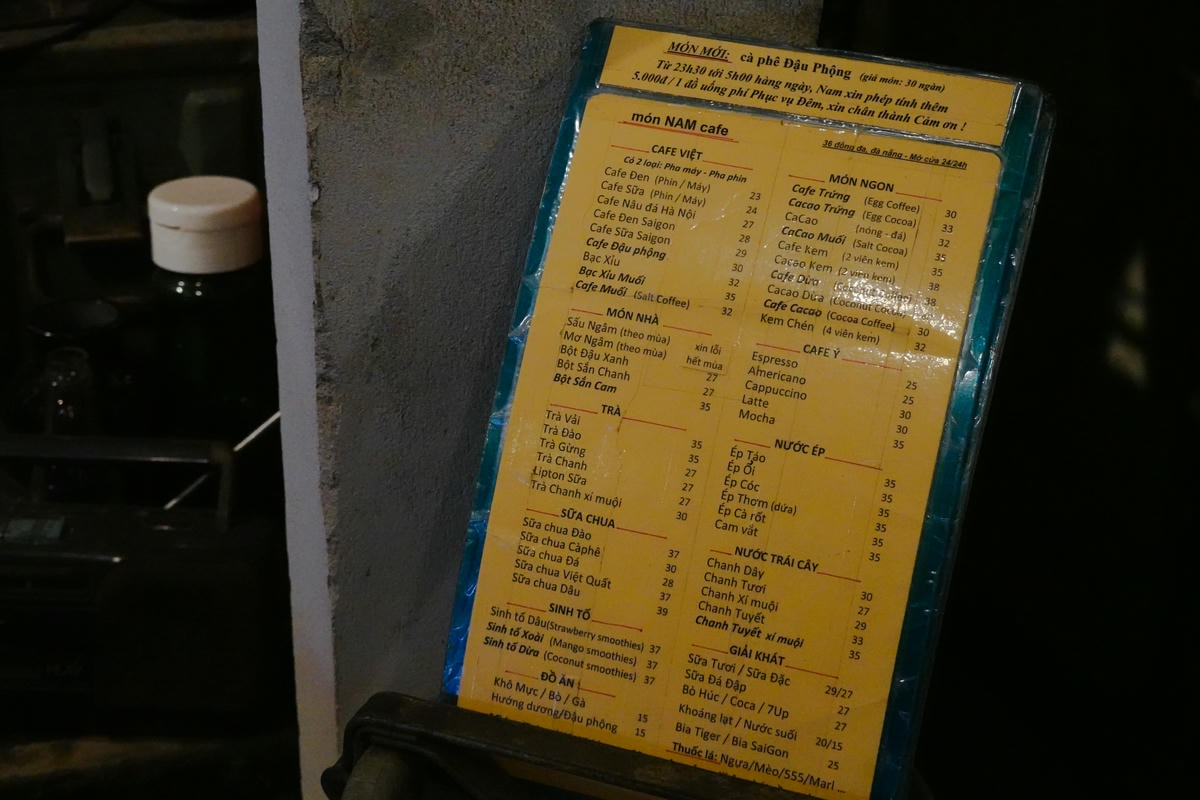 MÓN MỚI: cà phê Đậu Phộng (giá món: 30 ngàn)
Từ 23h30 tới 5h00 hàng ngày, Nam xin phép tính thêm
5.000đ / 1 đồ uống phí Phục vụ Đêm, xin chân thành Cảm ơn !
món NAM cafe
36 đống đa, đà nẵng - Mở cửa 24/24h
CAFE VIỆT
Có 2 loại: Pha máy - Pha phin
Cafe Đen (Phin / Máy) 23
Cafe Sữa (Phin / Máy) 24
Cafe Nâu đá Hà Nội 27
Cafe Đen Saigon 28
Cafe Sữa Saigon 29
Cafe Đậu phộng 30
Bạc Xỉu 32
Bạc Xỉu Muối 35
Cafe Muối (Salt Coffee) 32
MÓN NHÀ
Sấu Ngâm (theo mùa) xin lỗi
Mơ Ngâm (theo mùa) hết mùa
Bột Đậu Xanh 27
Bột Sắn Chanh 27
Bột Sắn Cam 35
TRÀ
Trà Vải 35
Trà Đào 35
Trà Gừng 27
Trà Chanh 27
Lipton Sữa 27
Trà Chanh xí muội 30
SỮA CHUA
Sữa chua Đào 37
Sữa chua Càphê 30
Sữa chua Đá 28
Sữa chua Việt Quất 37
Sữa chua Dâu 39
SINH TỐ
Sinh tố Dâu(Strawberry smoothies) 37
Sinh tố Xoài (Mango smoothies) 37
Sinh tố Dừa (Coconut smoothies) 37
ĐỒ ĂN
Khô Mực / Bò / Gà 15
Hướng dương/Đậu phộng 15
MÓN NGON
Cafe Trứng (Egg Coffee) 30
Cacao Trứng (Egg Cocoa) 33
CaCao (nóng - đá) 32
CaCao Muối (Salt Cocoa) 35
Cafe Kem (2 viên kem) 35
Cacao Kem (2 viên kem) 38
Cafe Dừa 38
Cacao Dừa (Coconut Cocoa)
Cafe Cacao (Cocoa Coffee) 30
Kem Chén (4 viên kem) 32
CAFE Ý
Espresso 25
Americano 25
Cappuccino 30
Latte 30
Mocha 35
NƯỚC ÉP
Ép Táo 35
Ép Ổi 35
Ép Cóc 35
Ép Thơm (dứa) 35
Ép Cà rốt 35
Cam vắt 35
NƯỚC TRÁI CÂY
Chanh Dây 30
Chanh Tươi 27
Chanh Xí muội 29
Chanh Tuyết 33
Chanh Tuyết xí muội 35
GIẢI KHÁT
Sữa Tươi / Sữa Đặc 29/27
Sữa Đá Đập 27
Bò Húc / Coca / 7Up 27
Khoáng lạt / Nước suối 20/15
Bia Tiger / Bia SaiGon 25
Thuốc lá: Ngựa/Mèo/555/Marl ...